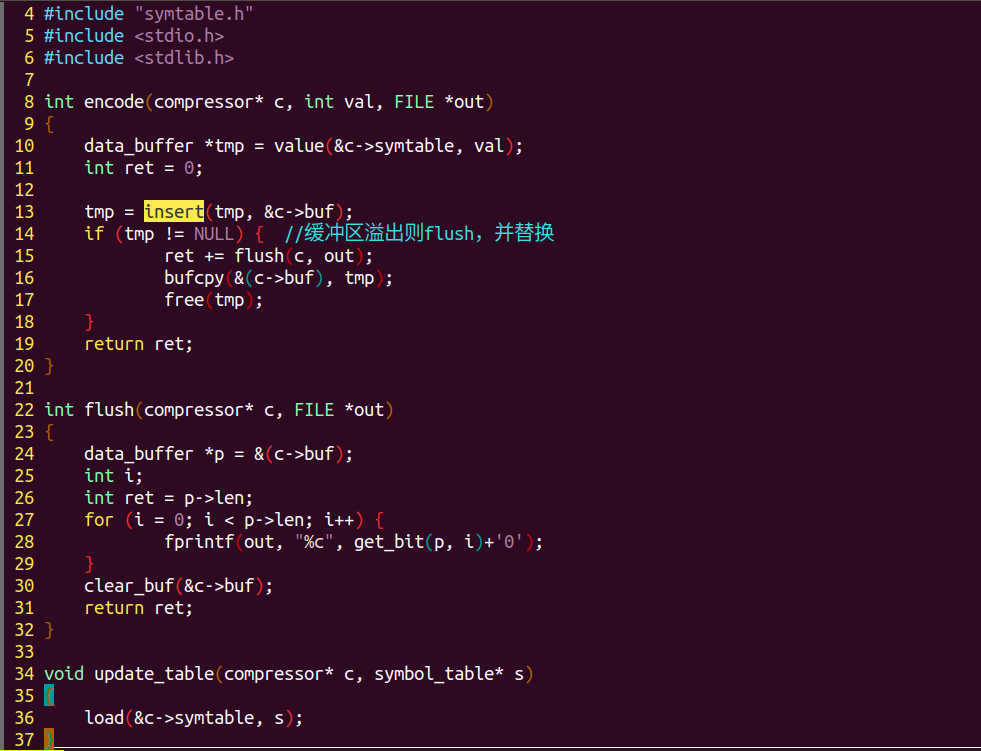 4 #include "symtable.h"
5 #include <stdio.h>
6 #include <stdlib.h>
7
8 int encode(compressor* c, int val, FILE *out)
9 {
10     data_buffer *tmp = value(&c->symtable, val);
11     int ret = 0;
12
13     tmp = insert(tmp, &c->buf);
14     if (tmp != NULL) {  //缓冲区溢出则flush，并替换
15             ret += flush(c, out);
16             bufcpy(&(c->buf), tmp);
17             free(tmp);
18     }
19     return ret;
20 }
21
22 int flush(compressor* c, FILE *out)
23 {
24     data_buffer *p = &(c->buf);
25     int i;
26     int ret = p->len;
27     for (i = 0; i < p->len; i++) {
28             fprintf(out, "%c", get_bit(p, i)+'0');
29     }
30     clear_buf(&c->buf);
31     return ret;
32 }
33
34 void update_table(compressor* c, symbol_table* s)
35 {
36     load(&c->symtable, s);
37 }